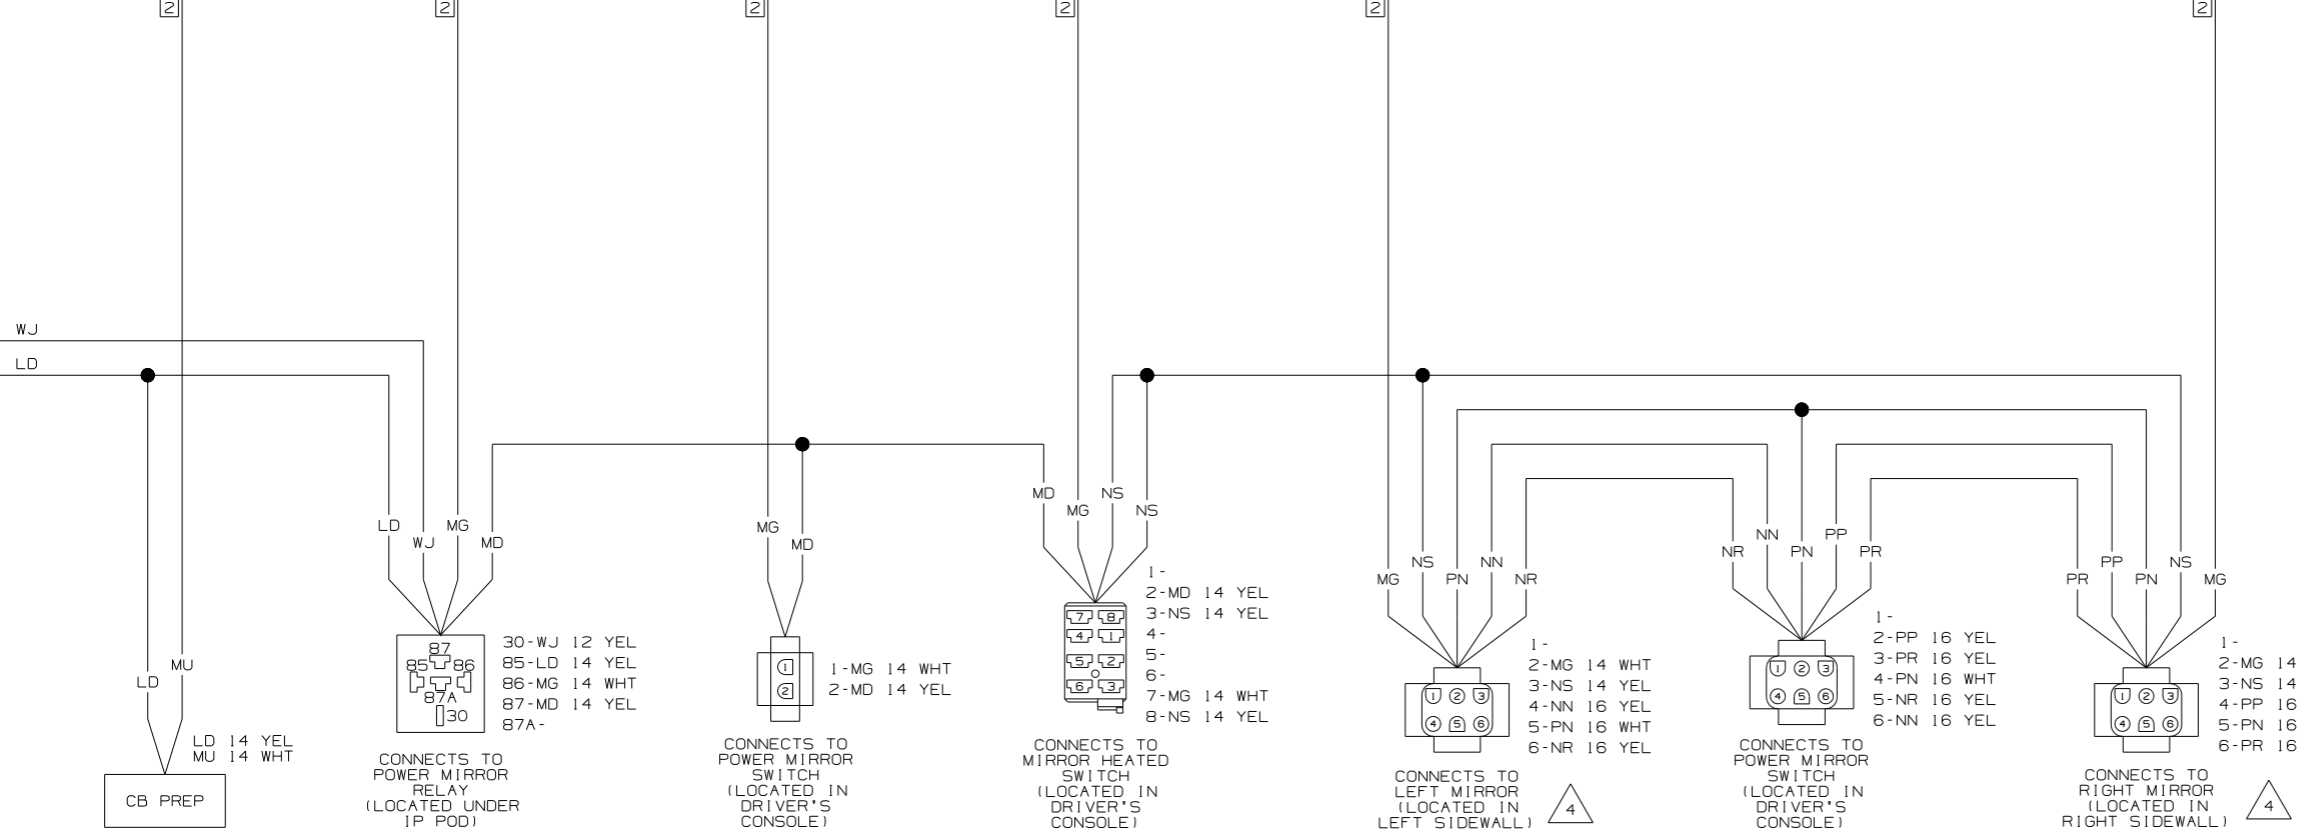 2
2
2
2
2
2
WJ
LD
MD
MG
NS
NS
LD
WJ
MG
MD
MG
MD
MG
NS
PN
NN
NR
NR
NN
PN
PP
PR
PR
PP
PN
NS
MG
LD
MU
LD 14 YEL
MU 14 WHT
CB PREP
87
85
86
87A
30
30-WJ 12 YEL
85-LD 14 YEL
86-MG 14 WHT
87-MD 14 YEL
87A-
CONNECTS TO
POWER MIRROR
RELAY
(LOCATED UNDER
IP POD)
1
2
1-MG 14 WHT
2-MD 14 YEL
CONNECTS TO
POWER MIRROR
SWITCH
(LOCATED IN
DRIVER'S
CONSOLE)
7 8
4 1
5 2
6 3
1-
2-MD 14 YEL
3-NS 14 YEL
4-
5-
6-
7-MG 14 WHT
8-NS 14 YEL
CONNECTS TO
MIRROR HEATED
SWITCH
(LOCATED IN
DRIVER'S
CONSOLE)
1 2 3
4 5 6
1-
2-MG 14 WHT
3-NS 14 YEL
4-NN 16 YEL
5-PN 16 WHT
6-NR 16 YEL
CONNECTS TO
LEFT MIRROR
(LOCATED IN
LEFT SIDEWALL)
4
1 2 3
4 5 6
1-
2-PP 16 YEL
3-PR 16 YEL
4-PN 16 WHT
5-NR 16 YEL
6-NN 16 YEL
CONNECTS TO
POWER MIRROR
SWITCH
(LOCATED IN
DRIVER'S
CONSOLE)
1 2 3
4 5 6
1-
2-MG 14
3-NS 14
4-PP 16
5-PN 16
6-PR 16
CONNECTS TO
RIGHT MIRROR
(LOCATED IN
RIGHT SIDEWALL)
4